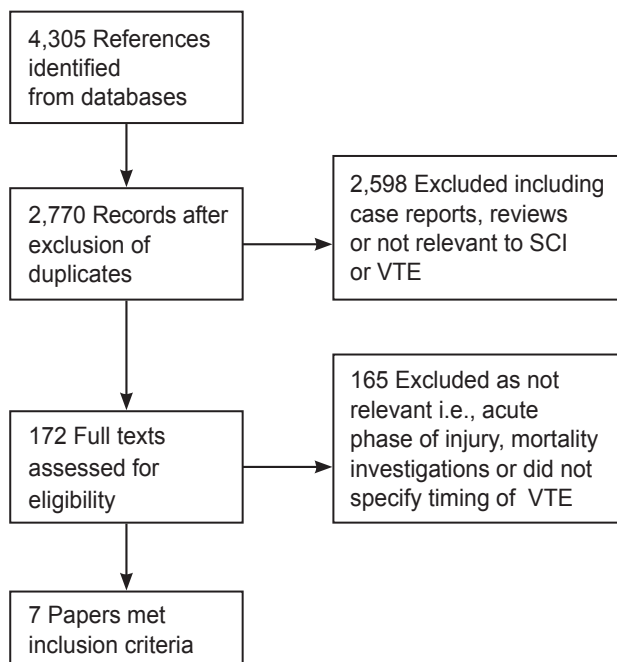 4,305 References
identified
from databases
2,770 Records after
exclusion of
duplicates
2,598 Excluded including
case reports, reviews
or not relevant to SCI
or VTE
172 Full texts
assessed for
eligibility
165 Excluded as not
relevant i.e., acute
phase of injury, mortality
investigations or did not
specify timing of VTE
7 Papers met
inclusion criteria